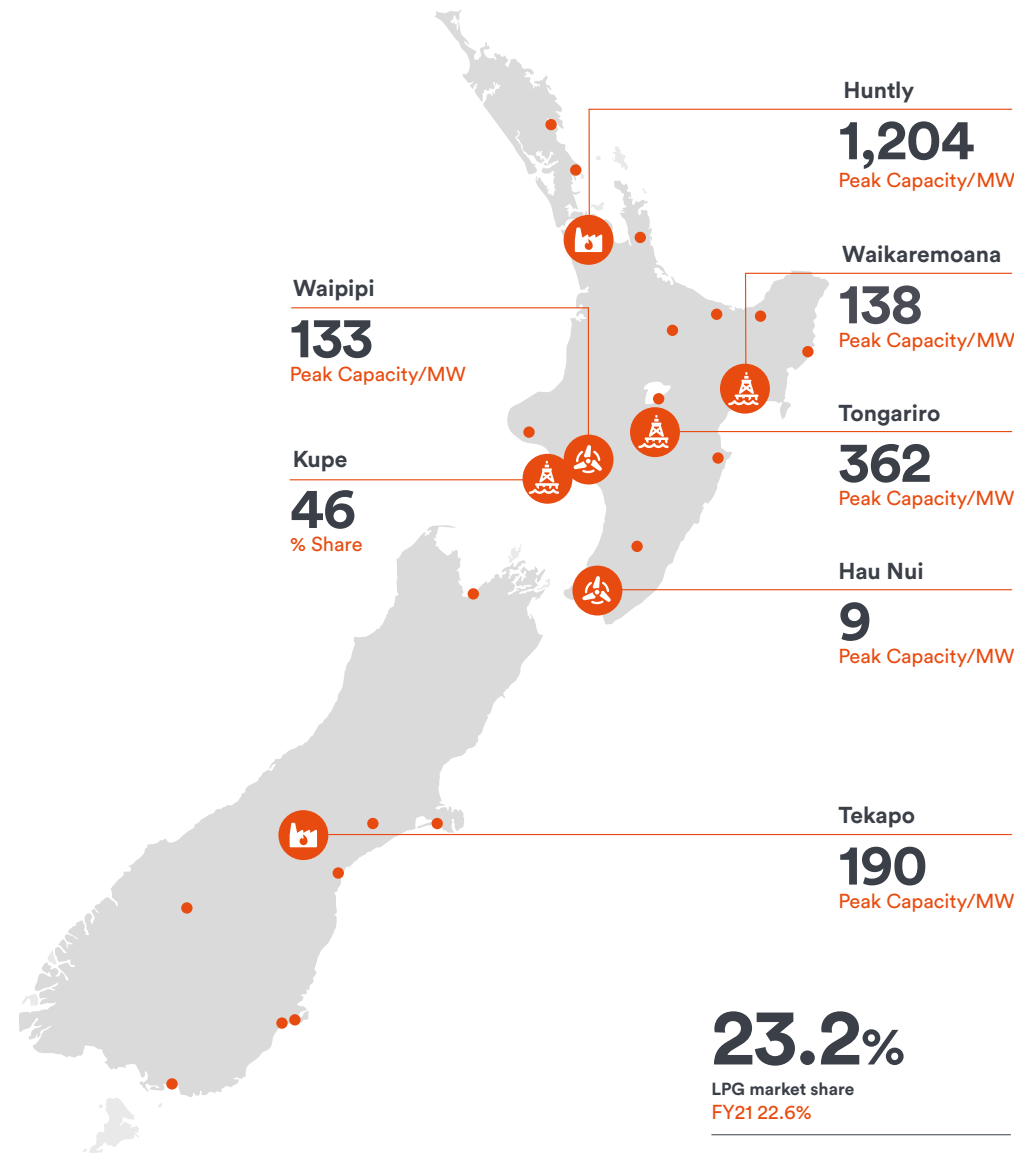 Huntly
1,204
Peak Capacity/MW
Waikaremoana
138
Peak Capacity/MW
Waipipi
133
Peak Capacity/MW
Tongariro
362
Peak Capacity/MW
Kupe
46
% Share
Hau Nui
9
Peak Capacity/MW
Tekapo
190
Peak Capacity/MW
23.2%
LPG market share
FY21 22.6%